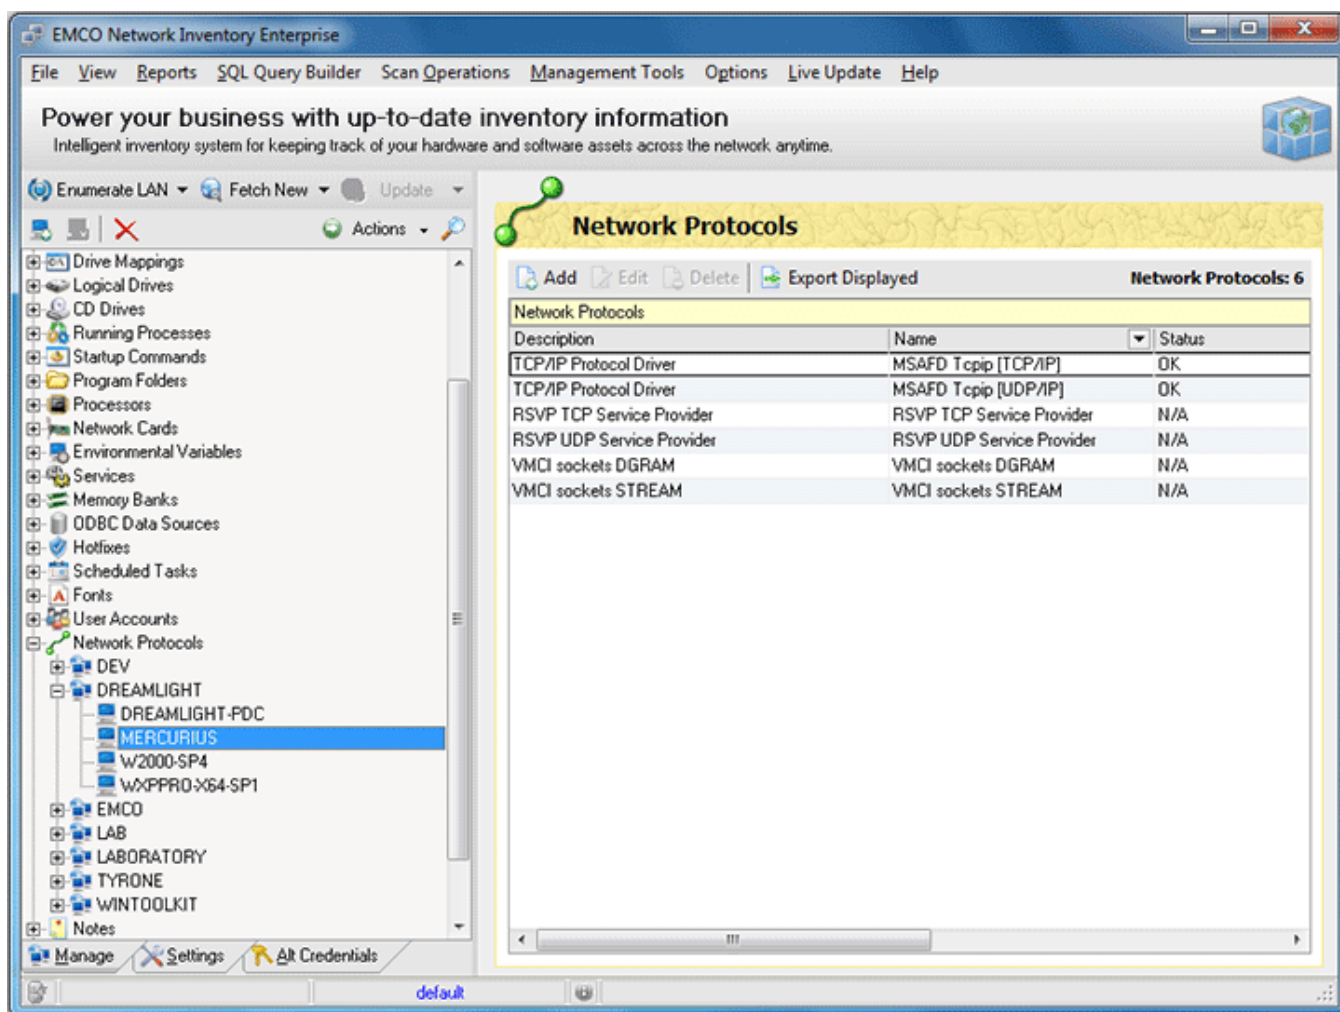 EMCO Network Inventory Enterprise
File View Reports SQL Query Builder Scan Operations Management Tools Options Live Update Help
Power your business with up-to-date inventory information
Intelligent inventory system for keeping track of your hardware and software assets across the network anytime.
Enumerate LAN Fetch New Update
Actions
Drive Mappings
Logical Drives
CD Drives
Running Processes
Startup Commands
Program Folders
Processors
Network Cards
Environmental Variables
Services
Memory Banks
ODBC Data Sources
Hotfixes
Scheduled Tasks
Fonts
User Accounts
Network Protocols
DEV
DREAMLIGHT
DREAMLIGHT-PDC
MERCURIUS
W2000-SP4
WXPPRO-X64-SP1
EMCO
LAB
LABORATORY
TYRONE
WINTOOLKIT
Notes
Manage Settings Alt Credentials
Network Protocols
Add Edit Delete Export Displayed Network Protocols: 6
Network Protocols
Description Name Status
TCP/IP Protocol Driver MSAFD Tcpip [TCP/IP] OK
TCP/IP Protocol Driver MSAFD Tcpip [UDP/IP] OK
RSVP TCP Service Provider RSVP TCP Service Provider N/A
RSVP UDP Service Provider RSVP UDP Service Provider N/A
VMCI sockets DGRAM VMCI sockets DGRAM N/A
VMCI sockets STREAM VMCI sockets STREAM N/A
default